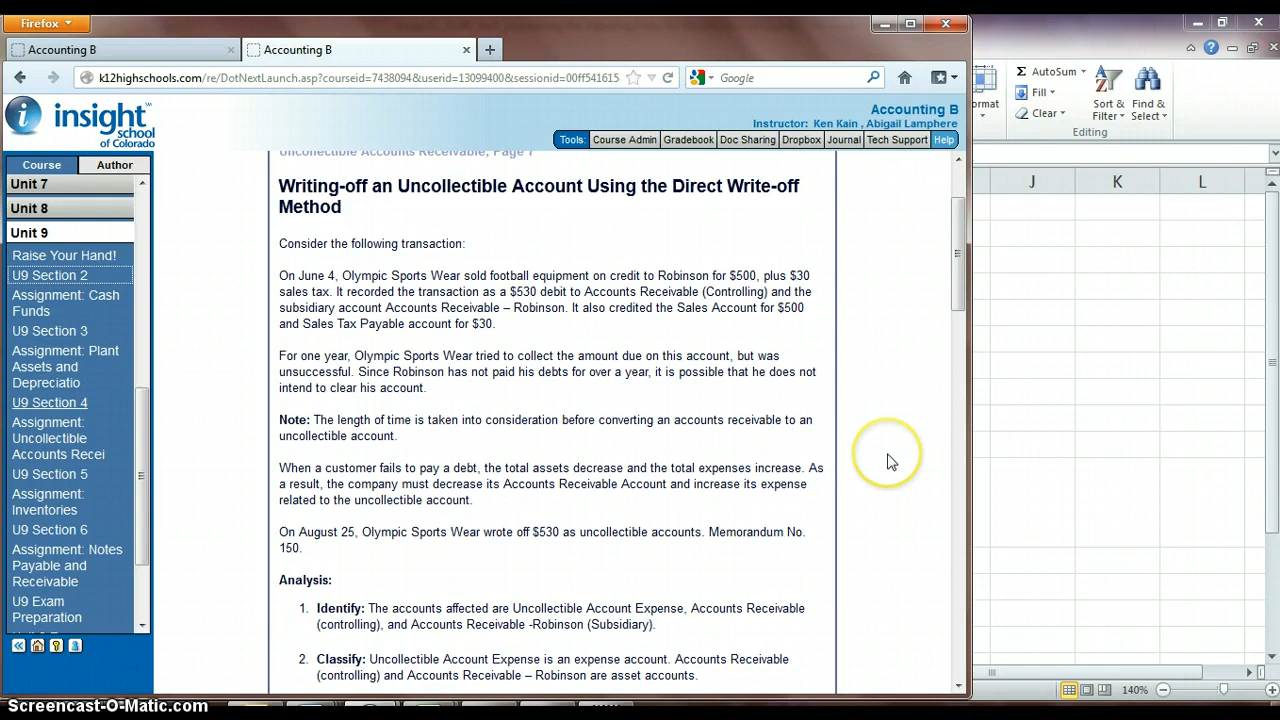 Firefox
Accounting B
Accounting B
k12highschools.com/re/DotNextLaunch.asp?courseid=7438094&userid=13099400&sessionid=00ff541615
Google
insight
school
of Colorado
Accounting B
Instructor: Ken Kain , Abigail Lamphere
Tools: Course Admin Gradebook Doc Sharing Dropbox Journal Tech Support Help
Course Author
Unit 7
Unit 8
Unit 9
Raise Your Hand!
U9 Section 2
Assignment: Cash
Funds
U9 Section 3
Assignment: Plant
Assets and
Depreciatio
U9 Section 4
Assignment:
Uncollectible
Accounts Recei
U9 Section 5
Assignment:
Inventories
U9 Section 6
Assignment: Notes
Payable and
Receivable
U9 Exam
Preparation
Uncollectible Accounts Receivable, Page 7
Writing-off an Uncollectible Account Using the Direct Write-off
Method
Consider the following transaction:
On June 4, Olympic Sports Wear sold football equipment on credit to Robinson for $500, plus $30
sales tax. It recorded the transaction as a $530 debit to Accounts Receivable (Controlling) and the
subsidiary account Accounts Receivable – Robinson. It also credited the Sales Account for $500
and Sales Tax Payable account for $30.
For one year, Olympic Sports Wear tried to collect the amount due on this account, but was
unsuccessful. Since Robinson has not paid his debts for over a year, it is possible that he does not
intend to clear his account.
Note: The length of time is taken into consideration before converting an accounts receivable to an
uncollectible account.
When a customer fails to pay a debt, the total assets decrease and the total expenses increase. As
a result, the company must decrease its Accounts Receivable Account and increase its expense
related to the uncollectible account.
On August 25, Olympic Sports Wear wrote off $530 as uncollectible accounts. Memorandum No.
150.
Analysis:
1. Identify: The accounts affected are Uncollectible Account Expense, Accounts Receivable
(controlling), and Accounts Receivable -Robinson (Subsidiary).
2. Classify: Uncollectible Account Expense is an expense account. Accounts Receivable
(controlling) and Accounts Receivable – Robinson are asset accounts.
AutoSum
Fill
Clear
Sort &
Filter
Find &
Select
ormat
Editing
J K L
140%
Screencast-O-Matic.com